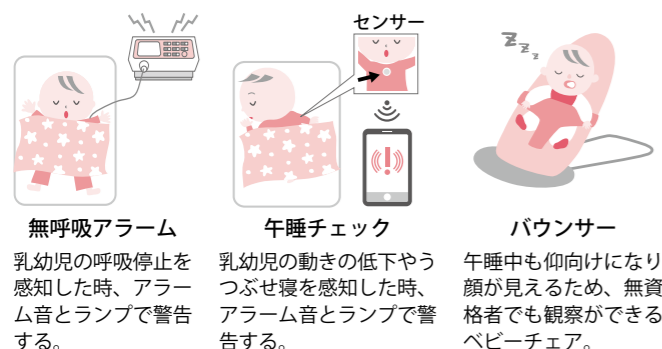 センサー
zzz
無呼吸アラーム
乳幼児の呼吸停止を
感知した時、アラー
ム音とランプで警告
する。
午睡チェック
乳幼児の動きの低下やう
つぶせ寝を感知した時、
アラーム音とランプで警
告する。
バウンサー
午睡中も仰向けになり
顔が見えるため、無資
格者でも観察ができる
ベビーチェア。